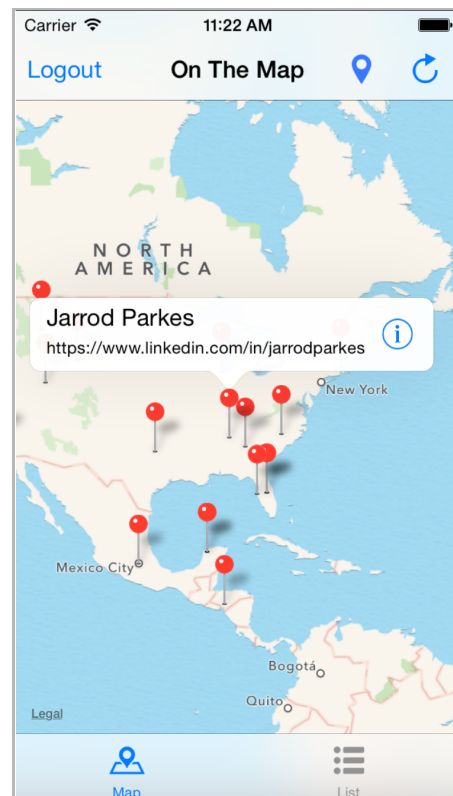 Carrier 11:22 AM
Logout On The Map
NORTH
AMERICA
Jarrod Parkes
https://www.linkedin.com/in/jarrodparkes
i
New York
Mexico City
Bogotá
Quito
Legal
Map List